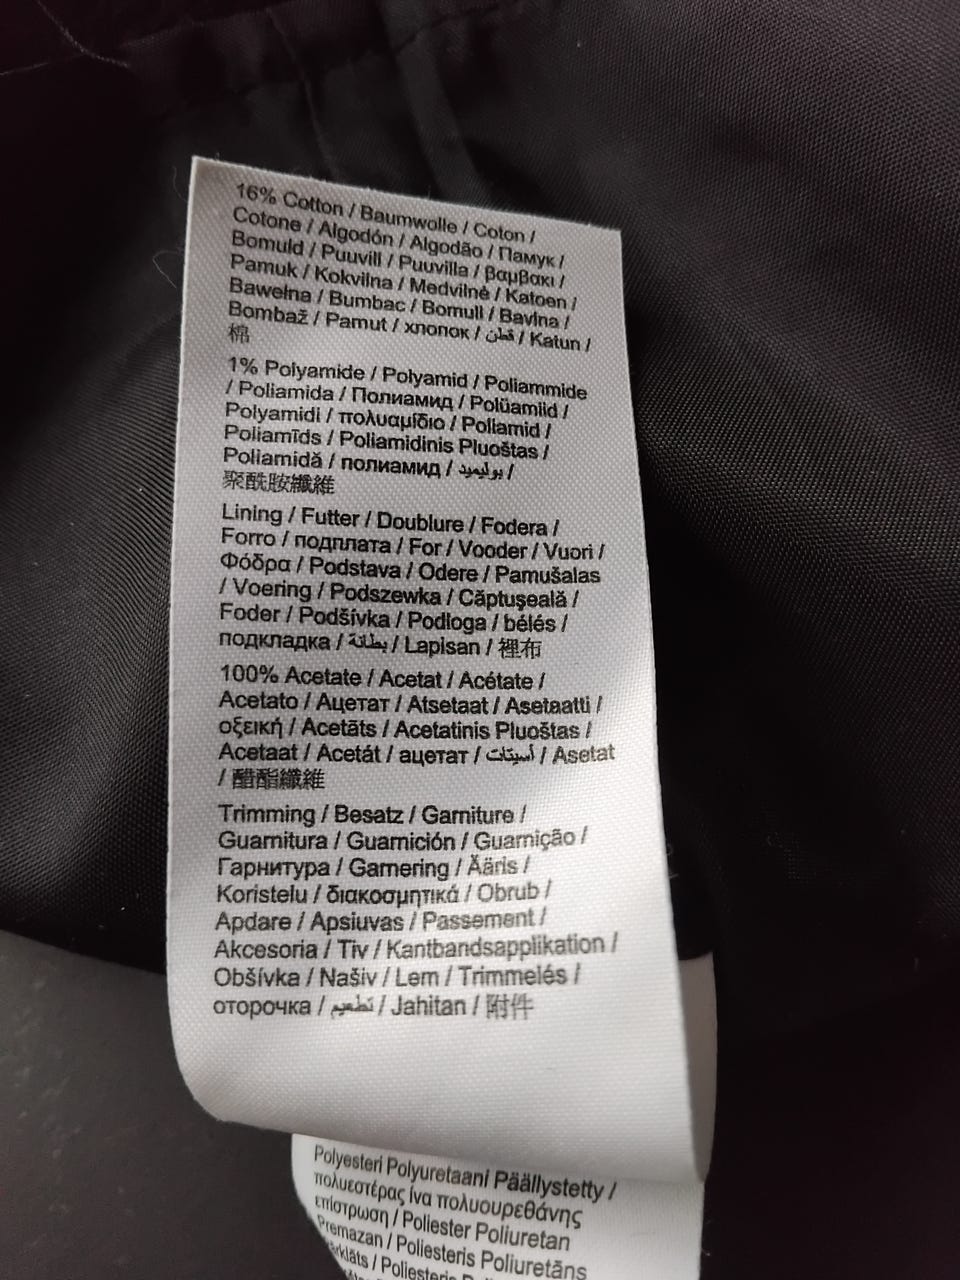 16% Cotton / Baumwolle / Coton /
Cotone / Algodón / Algodão / Памук /
Bomuld / Puuvill / Puuvilla / βαμβακι /
Pamuk / Kokvilna / Medvilnė / Katoen /
Bawełna / Bumbac / Bomull / Bavlna /
Bombaž / Pamut / хлопок / قطن / Katun /
棉
1% Polyamide / Polyamid / Poliammide
/ Poliamida / Полиамид / Polüamiid /
Polyamidi / πολυαμίδιο / Poliamid /
Poliamīds / Poliamidinis Pluoštas /
Poliamidă / полиамид / بوليميد /
聚酰胺纖維
Lining / Futter / Doublure / Fodera /
Forro / подплата / For / Vooder / Vuori /
Φόδρα / Podstava / Odere / Pamušalas
/ Voering / Podszewka / Căptuşeală /
Foder / Podšívka / Podloga / bélés /
подкладка / بطانة / Lapisan / 裡布
100% Acetate / Acetat / Acétate /
Acetato / Ацетат / Atsetaat / Asetaatti /
οξεική / Acetāts / Acetatinis Pluoštas /
Acetaat / Acetát / ацетат / أسيتات / Asetat
/ 醋酯纖維
Trimming / Besatz / Garniture /
Guarnitura / Guarnición / Guarnição /
Гарнитура / Garnering / Ääris /
Koristelu / διακοσμητικά / Obrub /
Apdare / Apsiuvas / Passement /
Akcesoria / Tiv / Kantbandsapplikation /
Obšívka / Našiv / Lem / Trimmelés /
оторочка / تطعيم / Jahitan / 附件
Polyesteri Polyuretaani Päällystetty /
πολυεστέρας ίνα πολυουρεθάνης
επίστρωση / Poliester Poliuretan
Premazan / Poliesteris Poliuretāns
/ Poliesteris